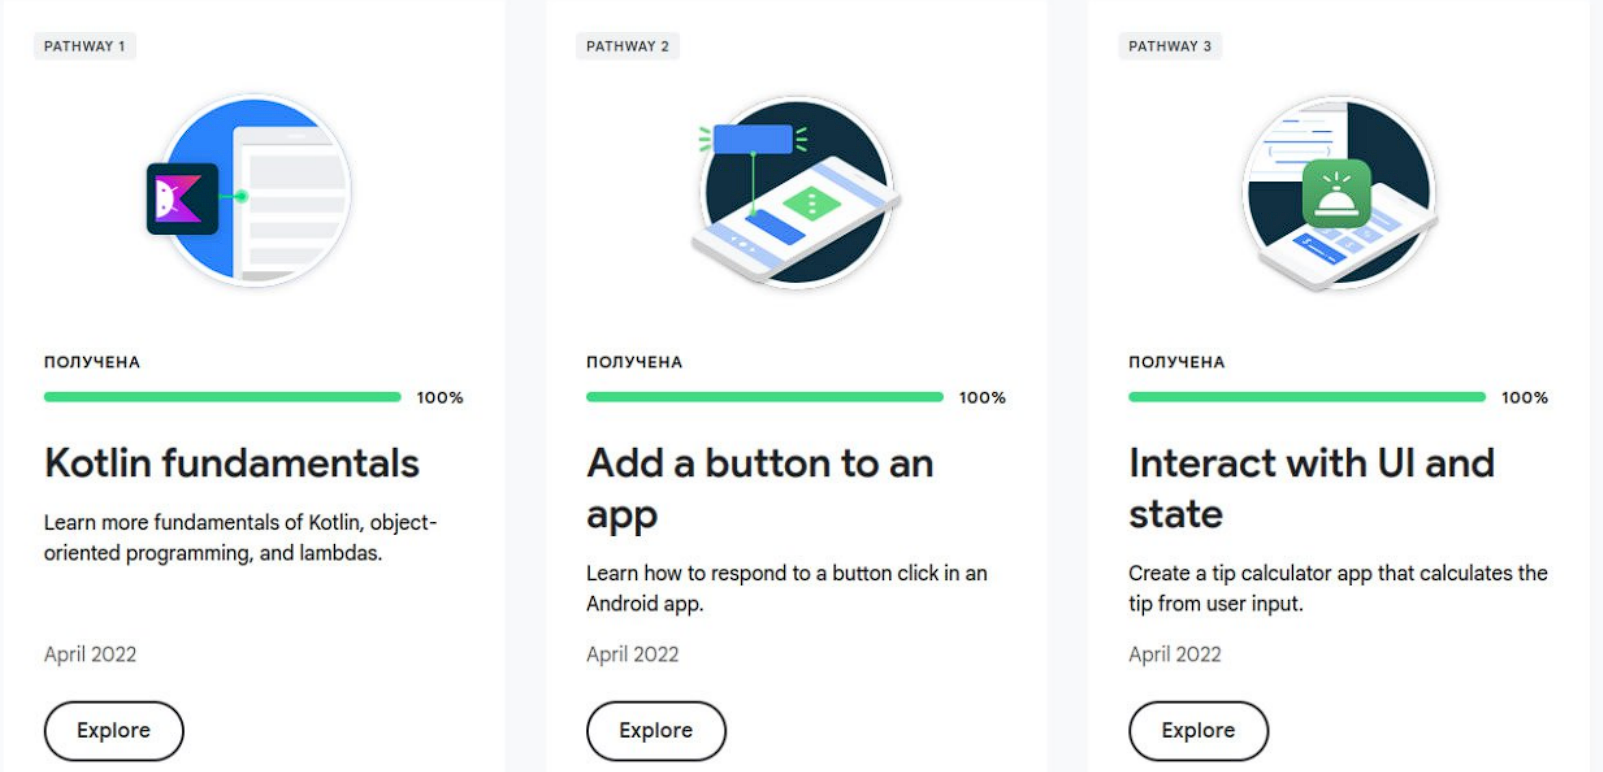 PATHWAY 1
ПОЛУЧЕНА
100%
Kotlin fundamentals
Learn more fundamentals of Kotlin, object-
oriented programming, and lambdas.
April 2022
Explore
PATHWAY 2
ПОЛУЧЕНА
100%
Add a button to an
app
Learn how to respond to a button click in an
Android app.
April 2022
Explore
PATHWAY 3
ПОЛУЧЕНА
100%
Interact with UI and
state
Create a tip calculator app that calculates the
tip from user input.
April 2022
Explore